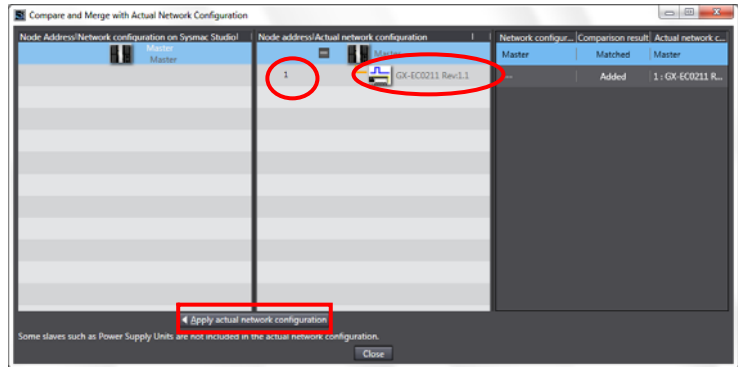 Compare and Merge with Actual Network Configuration
Node Address|Network configuration on Sysmac Studio|
Node address|Actual network configuration
Network configur... Comparison result Actual network c...
Master
Master
Master
Master Matched Master
1 GX-EC0211 Rev:1.1
--- Added 1 : GX-EC0211 R...
Apply actual network configuration
Some slaves such as Power Supply Units are not included in the actual network configuration.
Close